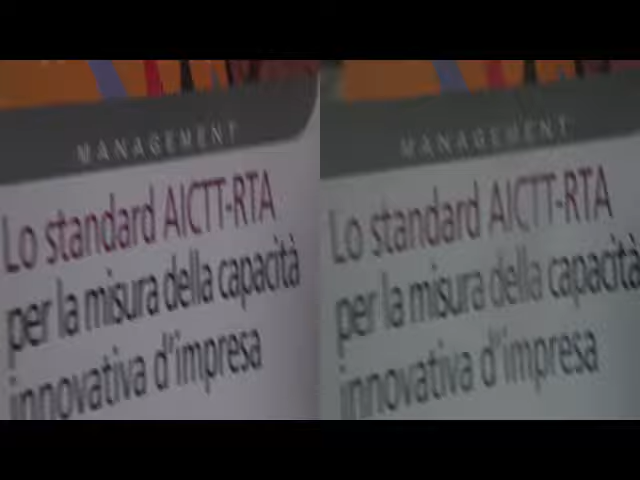 MANAGEMENT
Lo standard AICTT-RTA
per la misura della capacità
innovativa d'impresa
MANAGEMENT
Lo standard AICTT-RTA
per la misura della capacità
innovativa d'impresa